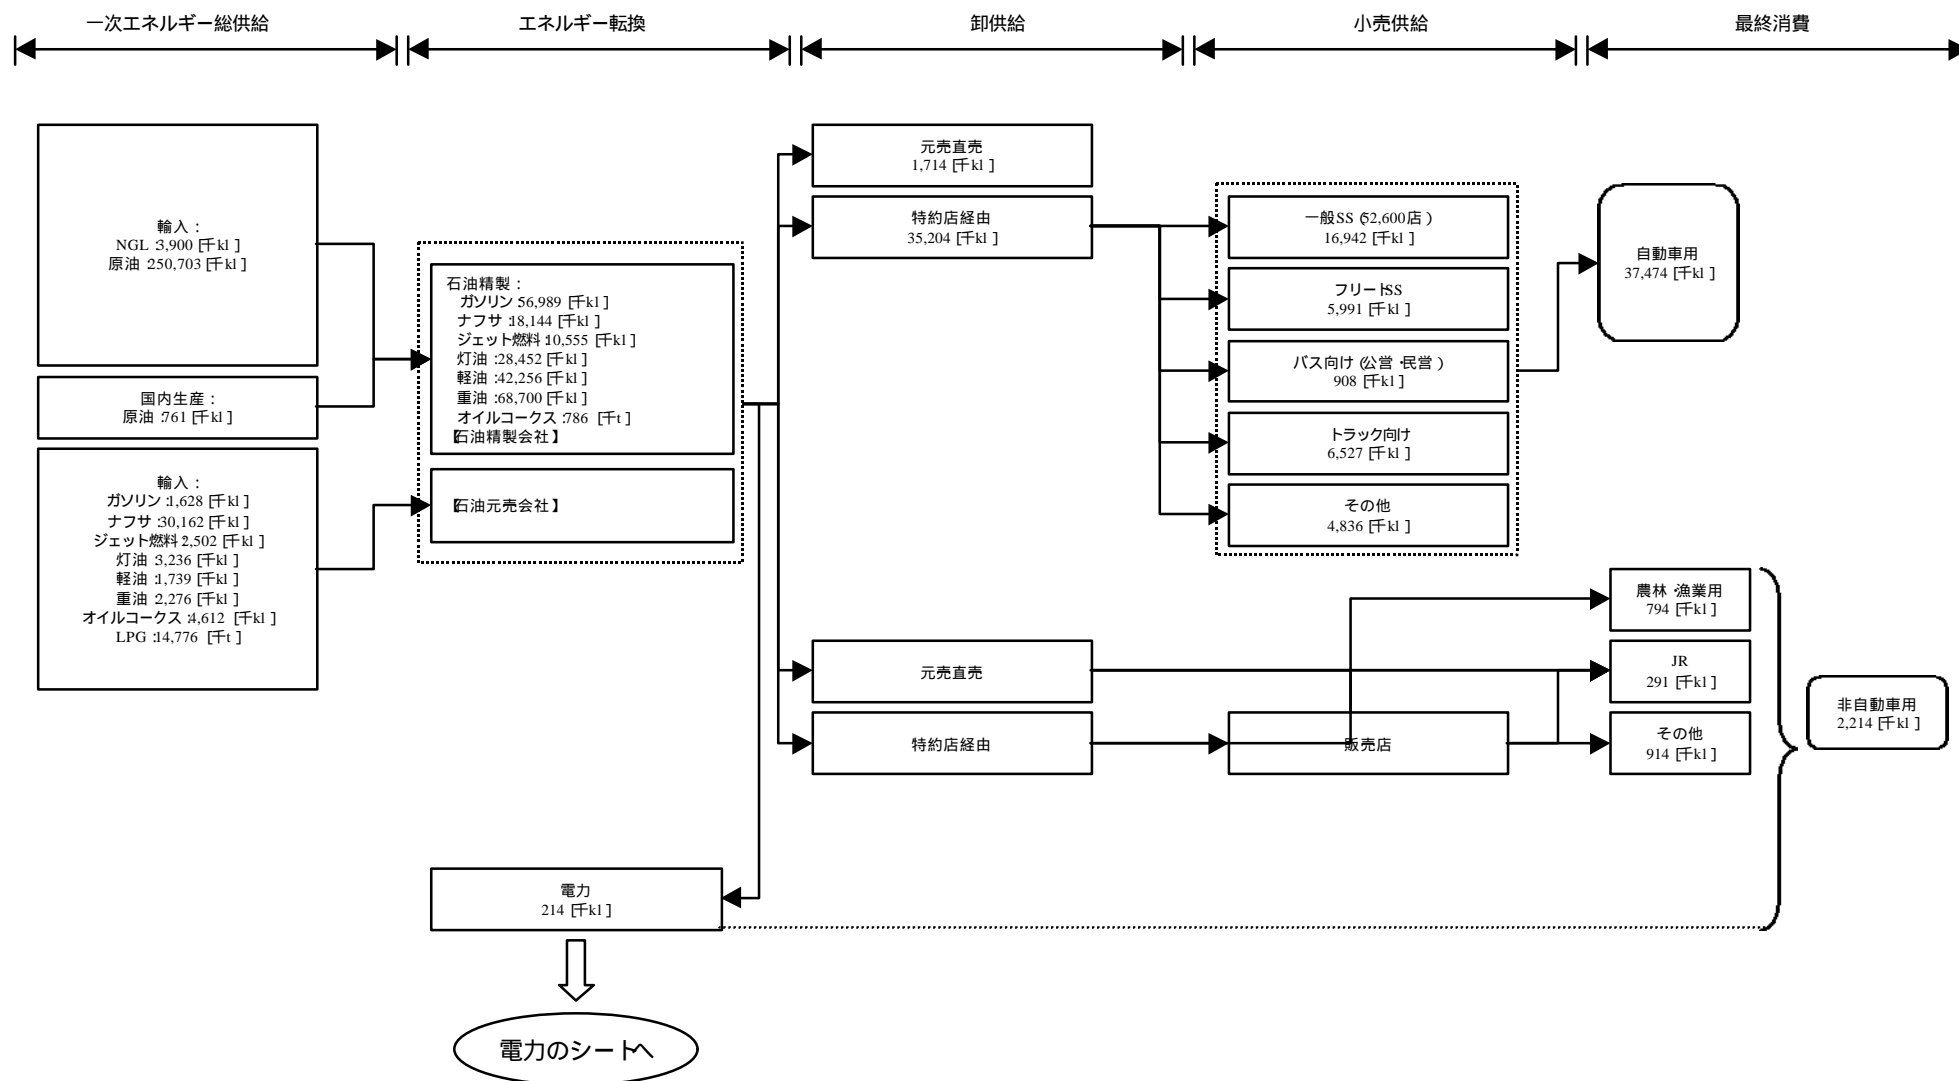 一次エネルギー総供給
エネルギー転換
卸供給
小売供給
最終消費
輸入：
NGL：3,900 [千kl]
原油：250,703 [千kl]
国内生産：
原油：761 [千kl]
輸入：
ガソリン：1,628 [千kl]
ナフサ：30,162 [千kl]
ジェット燃料：2,502 [千kl]
灯油：3,236 [千kl]
軽油：1,739 [千kl]
重油：2,276 [千kl]
オイルコークス：4,612 [千kl]
LPG：14,776 [千t]
石油精製：
ガソリン：56,989 [千kl]
ナフサ：18,144 [千kl]
ジェット燃料：10,555 [千kl]
灯油：28,452 [千kl]
軽油：42,256 [千kl]
重油：68,700 [千kl]
オイルコークス：786 [千t]
【石油精製会社】
【石油元売会社】
電力
214 [千kl]
電力のシートへ
元売直売
1,714 [千kl]
特約店経由
35,204 [千kl]
元売直売
特約店経由
一般SS（52,600店）
16,942 [千kl]
フリートSS
5,991 [千kl]
バス向け（公営・民営）
908 [千kl]
トラック向け
6,527 [千kl]
その他
4,836 [千kl]
販売店
自動車用
37,474 [千kl]
農林・漁業用
794 [千kl]
JR
291 [千kl]
その他
914 [千kl]
非自動車用
2,214 [千kl]